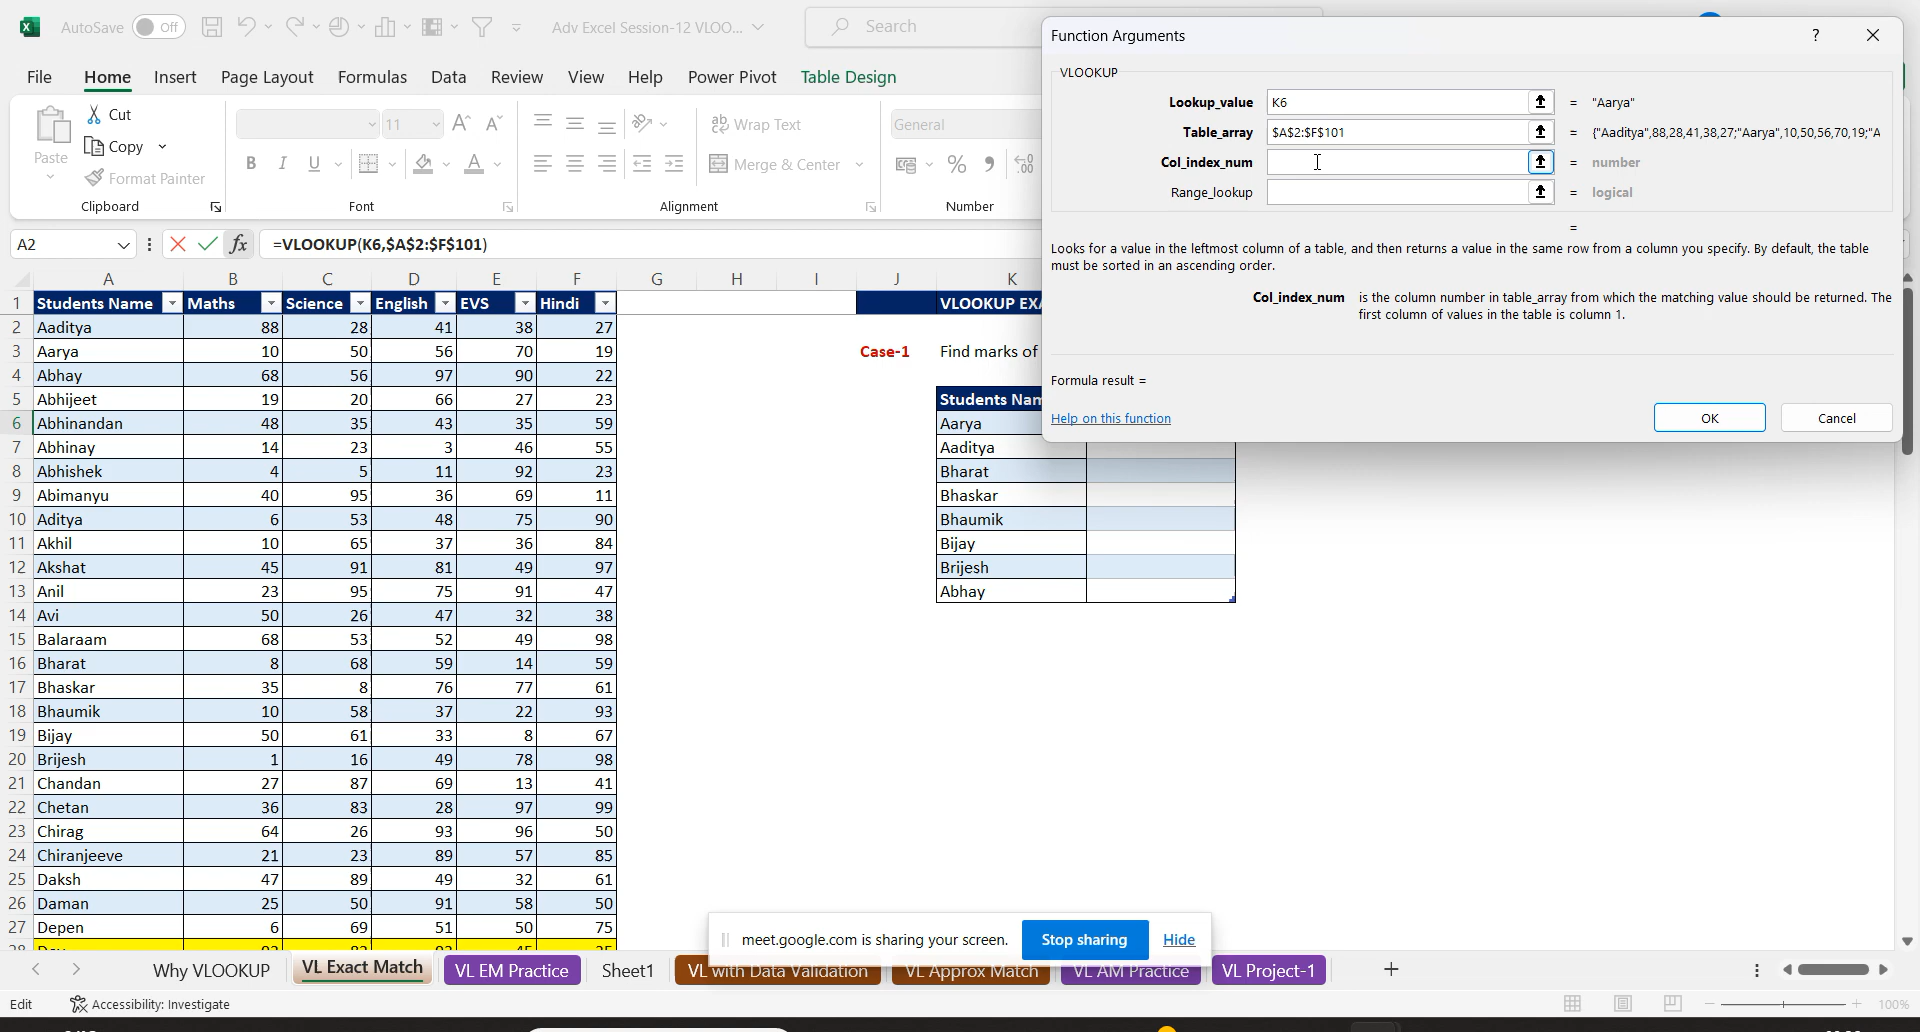 AutoSave Off Adv Excel Session-12 VLOO... Search
File Home Insert Page Layout Formulas Data Review View Help Power Pivot Table Design
Paste Cut Copy Format Painter
11 B I U A A A
Wrap Text Merge & Center
General % 9
Clipboard Font Alignment Number
Function Arguments ? ×
VLOOKUP
Lookup_value K6 = "Aarya"
Table_array $A$2:$F$101 = {"Aaditya",88,28,41,38,27;"Aarya",10,50,56,70,19;"A
Col_index_num = number
Range_lookup = logical
=
Looks for a value in the leftmost column of a table, and then returns a value in the same row from a column you specify. By default, the table
must be sorted in an ascending order.
Col_index_num is the column number in table_array from which the matching value should be returned. The
first column of values in the table is column 1.
Formula result =
Help on this function OK Cancel
A2 fx =VLOOKUP(K6,$A$2:$F$101)
A B C D E F G H I J K
1 Students Name Maths Science English EVS Hindi VLOOKUP EXA
2 Aaditya 88 28 41 38 27
3 Aarya 10 50 56 70 19 Case-1 Find marks of
4 Abhay 68 56 97 90 22
5 Abhijeet 19 20 66 27 23 Students Nam
6 Abhinandan 48 35 43 35 59 Aarya
7 Abhinay 14 23 3 46 55 Aaditya
8 Abhishek 4 5 11 92 23 Bharat
9 Abimanyu 40 95 36 69 11 Bhaskar
10 Aditya 6 53 48 75 90 Bhaumik
11 Akhil 10 65 37 36 84 Bijay
12 Akshat 45 91 81 49 97 Brijesh
13 Anil 23 95 75 91 47 Abhay
14 Avi 50 26 47 32 38
15 Balaraam 68 53 52 49 98
16 Bharat 8 68 59 14 59
17 Bhaskar 35 8 76 77 61
18 Bhaumik 10 58 37 22 93
19 Bijay 50 61 33 8 67
20 Brijesh 1 16 49 78 98
21 Chandan 27 87 69 13 41
22 Chetan 36 83 28 97 99
23 Chirag 64 26 93 96 50
24 Chiranjeeve 21 23 89 57 85
25 Daksh 47 89 49 32 61
26 Daman 25 50 91 58 50
27 Depen 6 69 51 50 75
meet.google.com is sharing your screen. Stop sharing Hide
Why VLOOKUP VL Exact Match VL EM Practice Sheet1 VL with Data Validation VL Approx Match VL AM Practice VL Project-1 +
Edit Accessibility: Investigate 100%